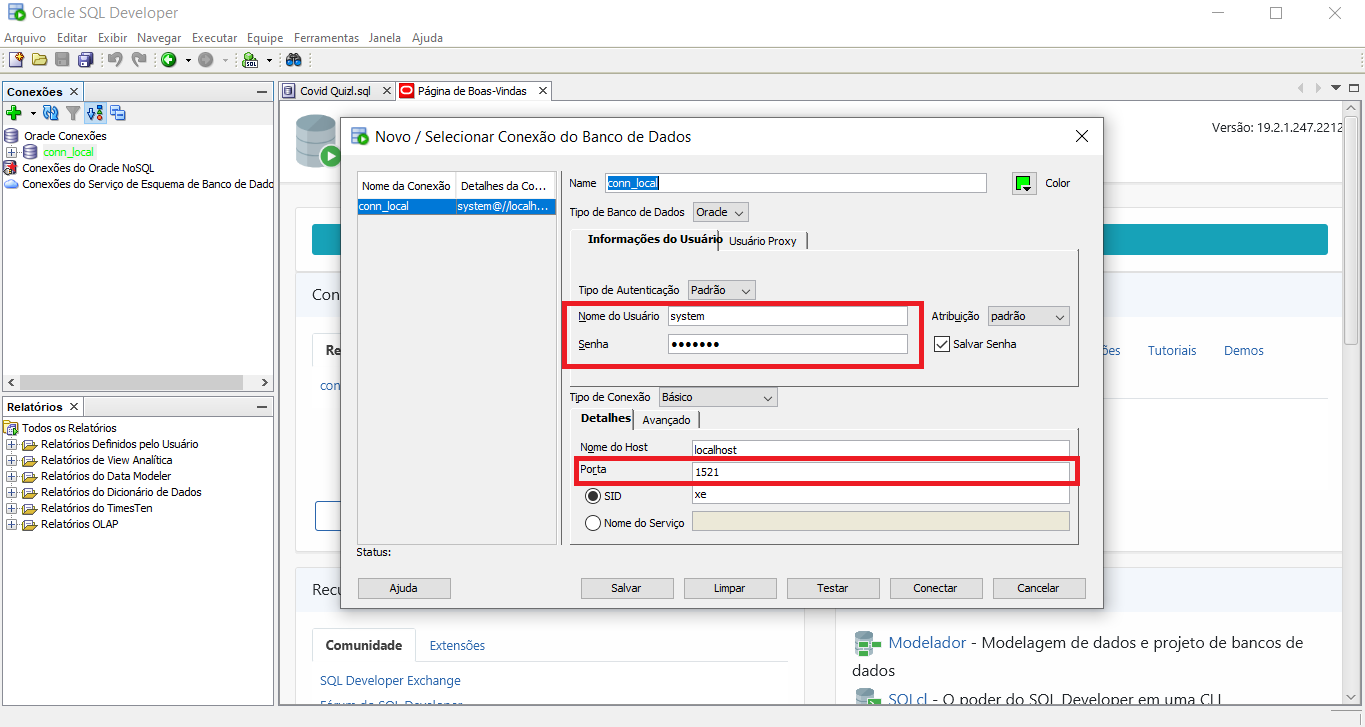 Oracle SQL Developer
Arquivo Editar Exibir Navegar Executar Equipe Ferramentas Janela Ajuda
Conexões
Oracle Conexões
conn_local
Conexões do Oracle NoSQL
Conexões do Serviço de Esquema de Banco de Dado
Relatórios
Todos os Relatórios
Relatórios Definidos pelo Usuário
Relatórios de View Analítica
Relatórios do Data Modeler
Relatórios do Dicionário de Dados
Relatórios do TimesTen
Relatórios OLAP
Covid Quizl.sql Página de Boas-Vindas
Versão: 19.2.1.247.2212
Con
Re
con
ões Tutoriais Demos
Recu
Comunidade Extensões
SQL Developer Exchange
Fórum do SQL Developer
Modelador - Modelagem de dados e projeto de bancos de
dados
SQLcl - O poder do SQL Developer em uma CLI
Novo / Selecionar Conexão do Banco de Dados
Nome da Conexão Detalhes da Co...
conn_local system@//localh...
Name conn_local Color
Tipo de Banco de Dados Oracle
Informações do Usuário Usuário Proxy
Tipo de Autenticação Padrão
Nome do Usuário system Atribuição padrão
Senha ••••••• Salvar Senha
Tipo de Conexão Básico
Detalhes Avançado
Nome do Host localhost
Porta 1521
SID xe
Nome do Serviço
Status:
Ajuda Salvar Limpar Testar Conectar Cancelar